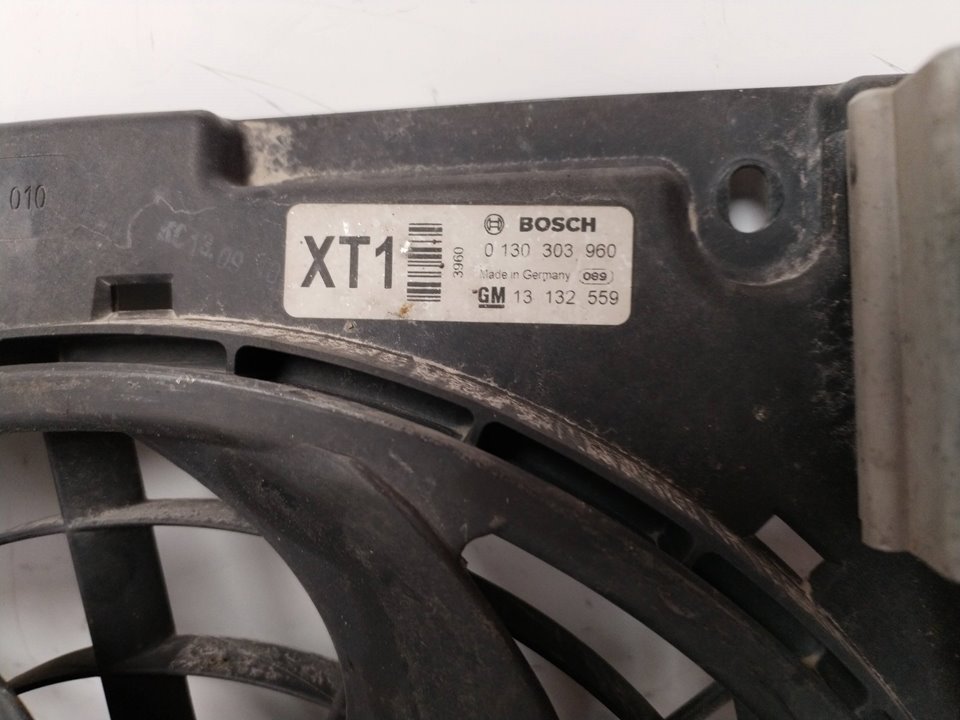 010
XT1
3960
BOSCH
0 130 303 960
Made in Germany 089
GM 13 132 559